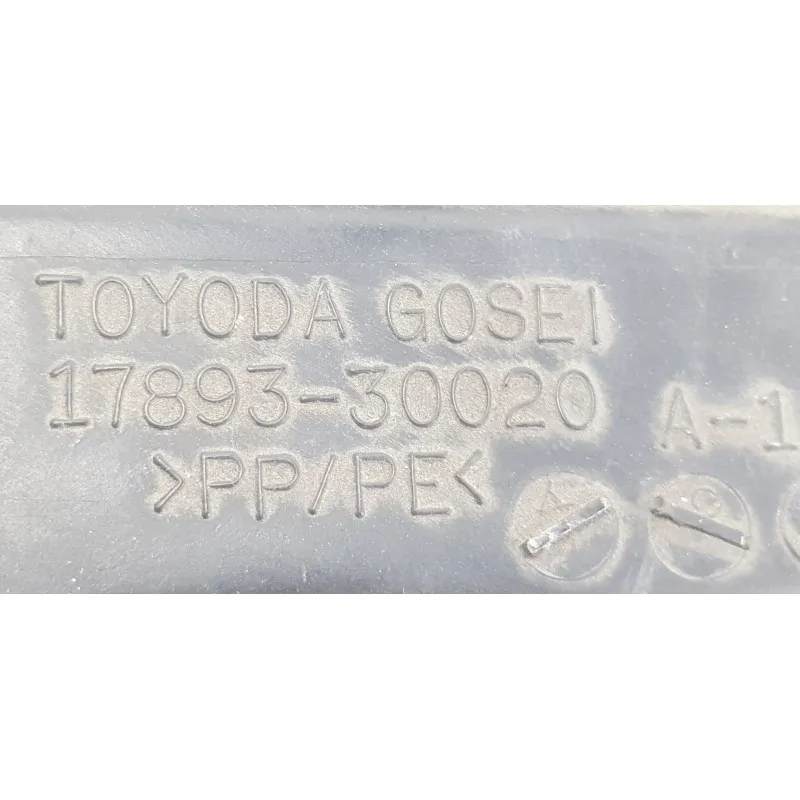 TOYODA GOSEI
17893-30020
>PP/PE<
A-1